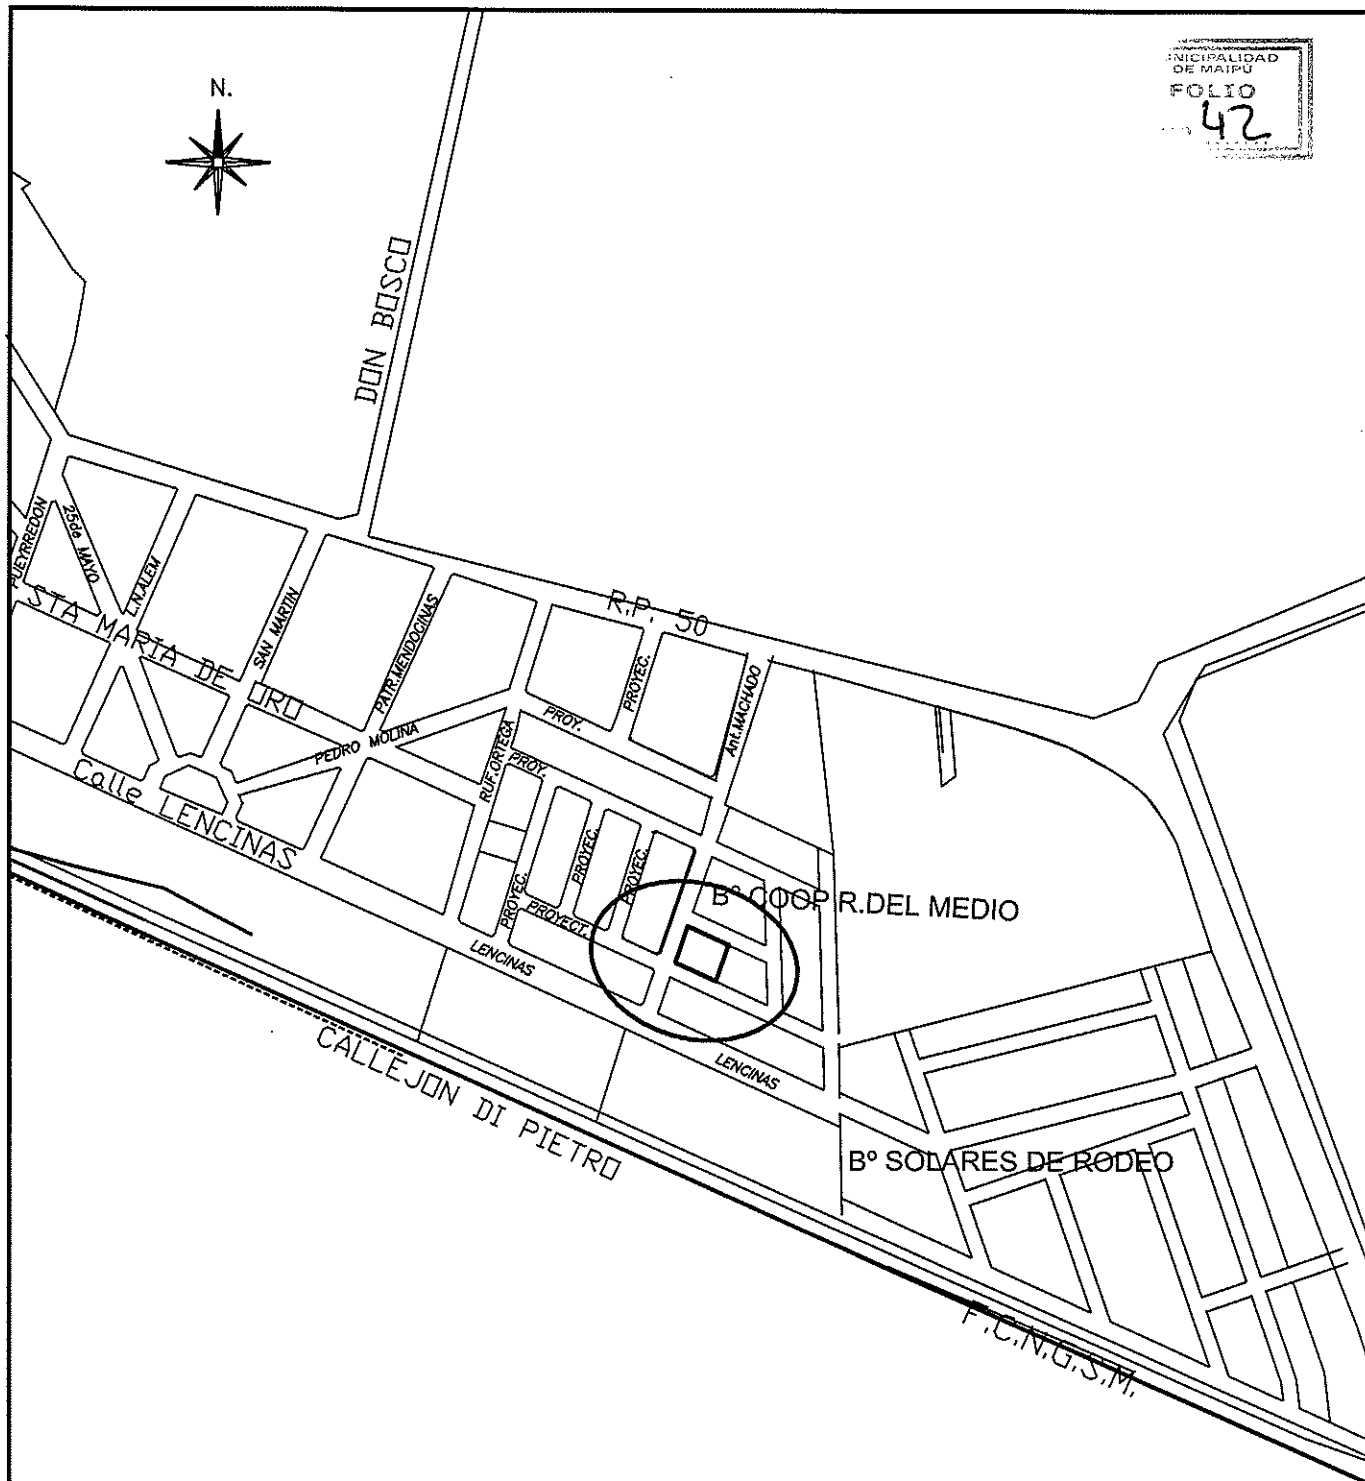 NICIPALIDAD
DE MAIPÚ
FOLIO
42
N.
DON BOSCO
PUEYRREDON
25de MAYO
L.N.ALEM
SAN MARTIN
PATR.MENDOCINAS
STA MARIA DE ORO
R.P. 50
PROYEC.
Ant.MACHADO
PROY.
PEDRO MOLINA
RUF.ORTEGA
PROY.
Calle LENCINAS
PROYEC.
PROYEC.
PROYEC.
PROYECT.
Bº COOP R.DEL MEDIO
LENCINAS
LENCINAS
CALLEJON DI PIETRO
Bº SOLARES DE RODEO
F.C.N.G.S.M.